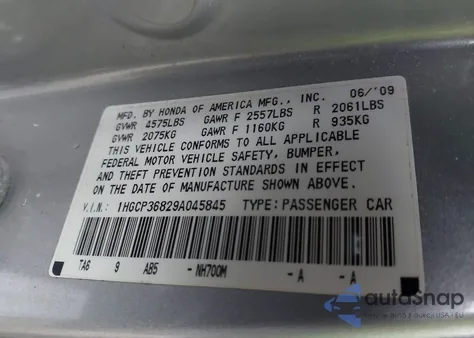 MFD. BY HONDA OF AMERICA MFG., INC. 06/'09
GVWR 4575LBS GAWR F 2557LBS R 2061LBS
GVWR 2075KG GAWR F 1160KG R 935KG
THIS VEHICLE CONFORMS TO ALL APPLICABLE
FEDERAL MOTOR VEHICLE SAFETY, BUMPER,
AND THEFT PREVENTION STANDARDS IN EFFECT
ON THE DATE OF MANUFACTURE SHOWN ABOVE.
V.I.N.: 1HGCP36829A045845 TYPE: PASSENGER CAR
TA6 9 AB5 - NH700M - A - A
autoSnap